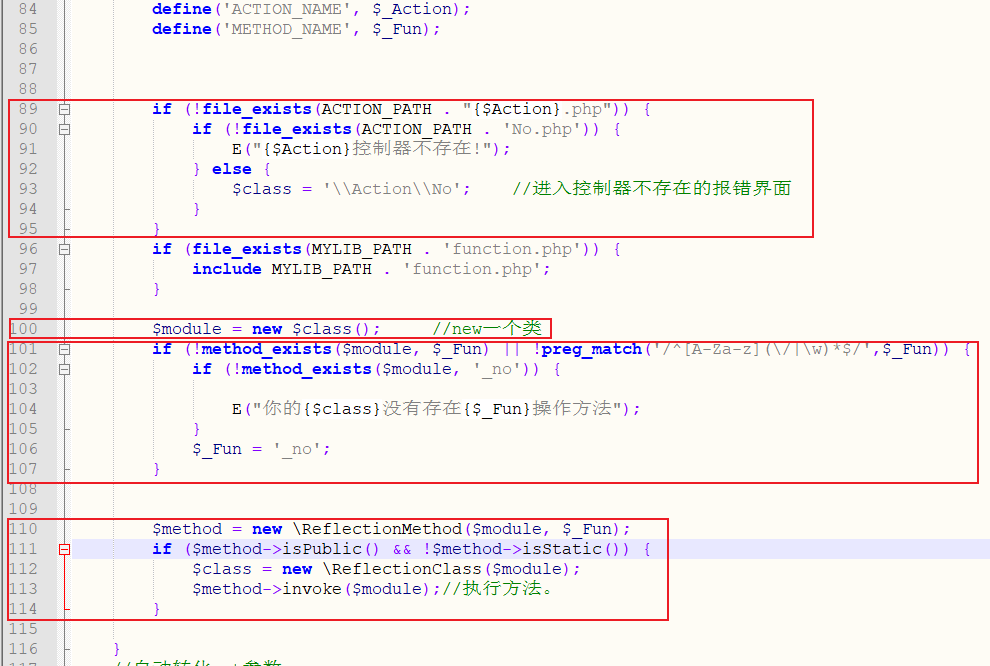 84 define('ACTION_NAME', $_Action);
85 define('METHOD_NAME', $_Fun);
86
87
88
89 if (!file_exists(ACTION_PATH . "{$Action}.php")) {
90 if (!file_exists(ACTION_PATH . 'No.php')) {
91 E("{$Action}控制器不存在!");
92 } else {
93 $class = '\\Action\\No'; //进入控制器不存在的报错界面
94 }
95 }
96 if (file_exists(MYLIB_PATH . 'function.php')) {
97 include MYLIB_PATH . 'function.php';
98 }
99
100 $module = new $class(); //new一个类
101 if (!method_exists($module, $_Fun) || !preg_match('/^[A-Za-z](\/|\w)*$/',$_Fun)) {
102 if (!method_exists($module, '_no')) {
103
104 E("你的{$class}没有存在{$_Fun}操作方法");
105 }
106 $_Fun = '_no';
107 }
108
109
110 $method = new \ReflectionMethod($module, $_Fun);
111 if ($method->isPublic() && !$method->isStatic()) {
112 $class = new \ReflectionClass($module);
113 $method->invoke($module);//执行方法。
114 }
115
116 }